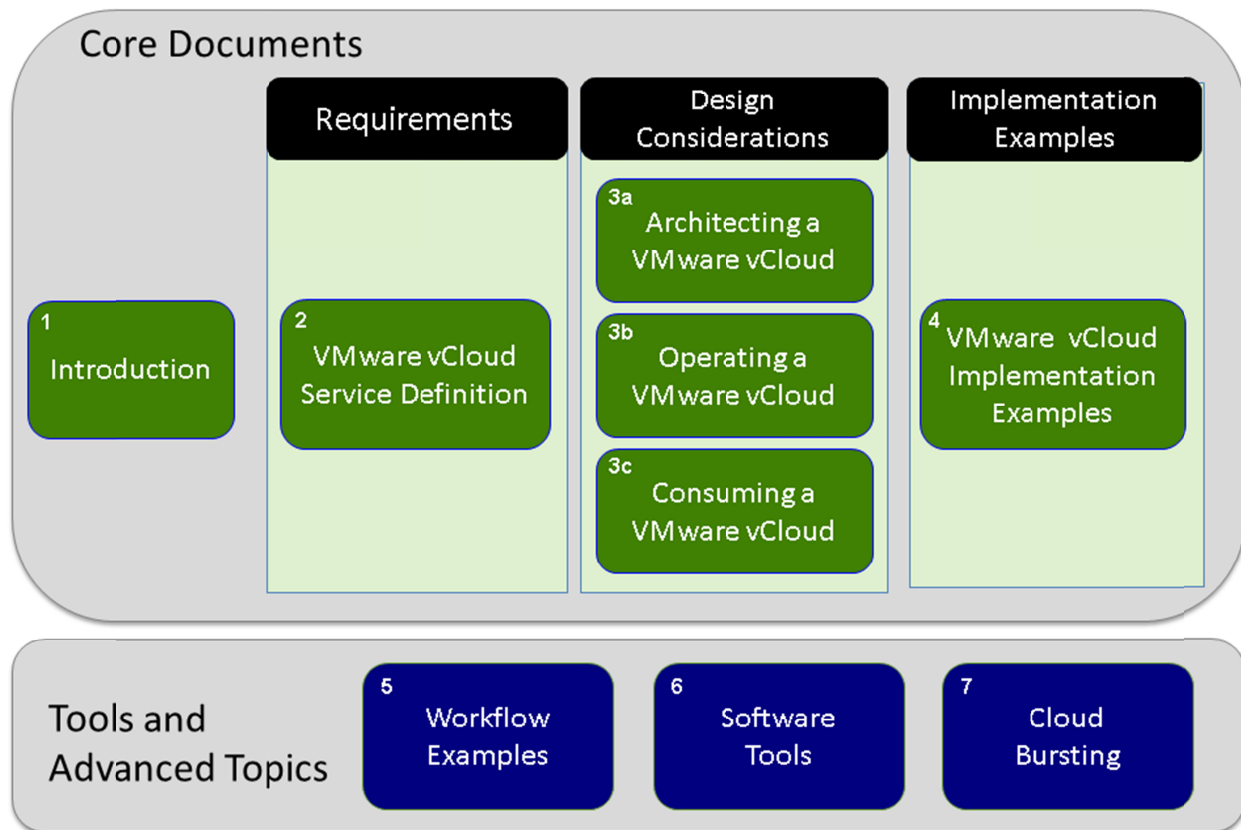 Core Documents
Requirements
Design
Considerations
Implementation
Examples
1
Introduction
2
VMware vCloud
Service Definition
3a
Architecting a
VMware vCloud
3b
Operating a
VMware vCloud
3c
Consuming a
VMware vCloud
4
VMware vCloud
Implementation
Examples
Tools and
Advanced Topics
5
Workflow
Examples
6
Software
Tools
7
Cloud
Bursting